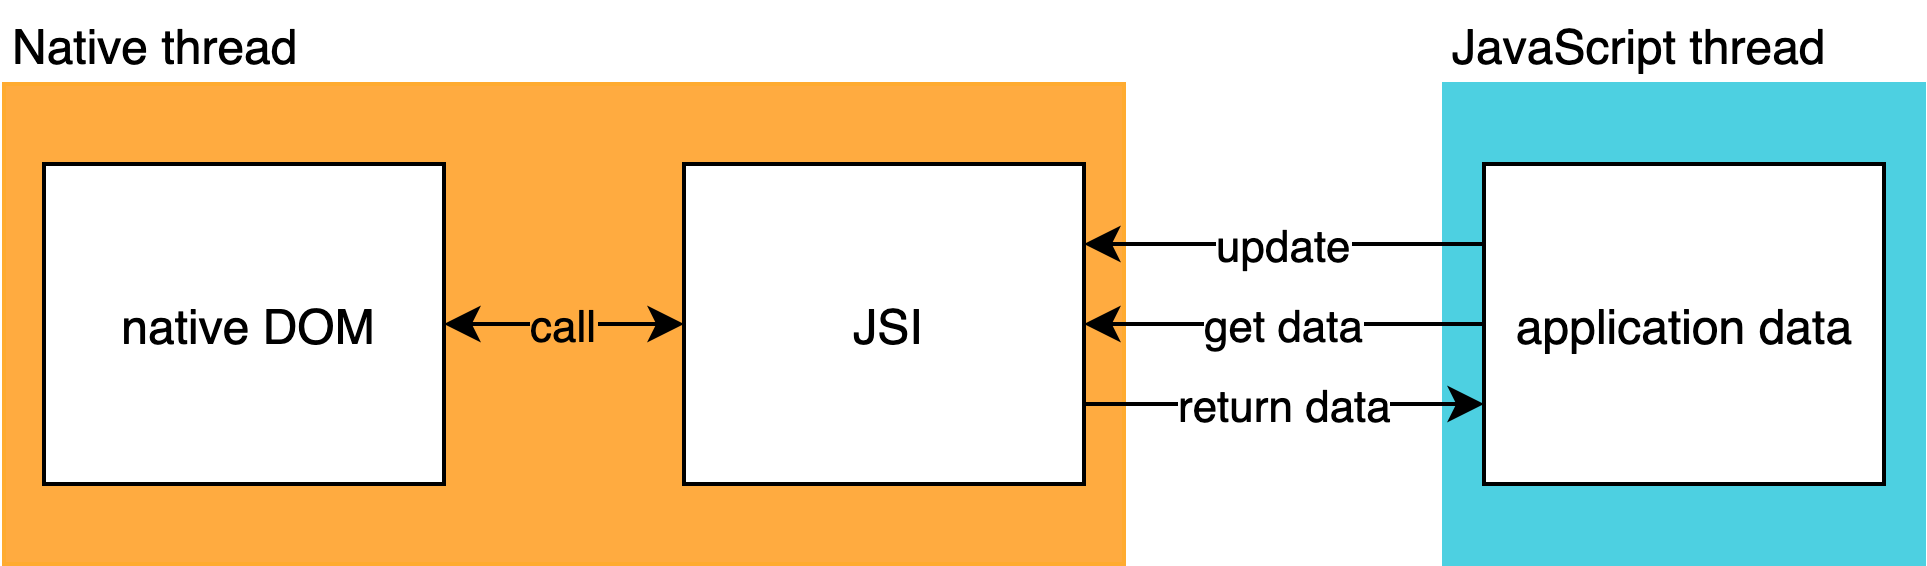 Native thread
JavaScript thread
native DOM
call
JSI
update
get data
return data
application data